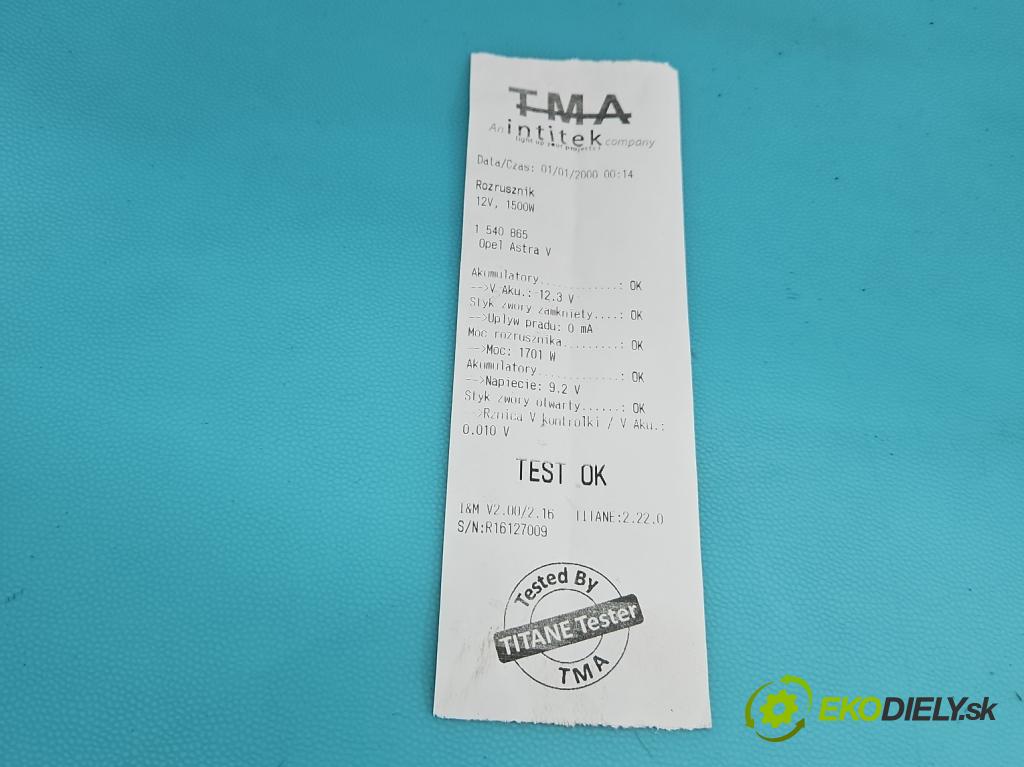 TMA
An intitek company
light up your projects!
Data/Czas: 01/01/2000 00:14
Rozrusznik
12V, 1500W
1 540 865
Opel Astra V
Akumulatory............: OK
-->V Aku.: 12.3 V
Styk zwory zamkniety....: OK
-->Uplyw pradu: 0 mA
Moc rozrusznika.........: OK
-->Moc: 1701 W
Akumulatory.............: OK
-->Napiecie: 9.2 V
Styk zwory otwarty......: OK
-->Rznica V kontrolki / V Aku.:
0.010 V
TEST OK
I&M V2.00/2.16 TITANE:2.22.0
S/N:R16127009
Tested By
TITANE Tester
TMA
EKODIELY.sk